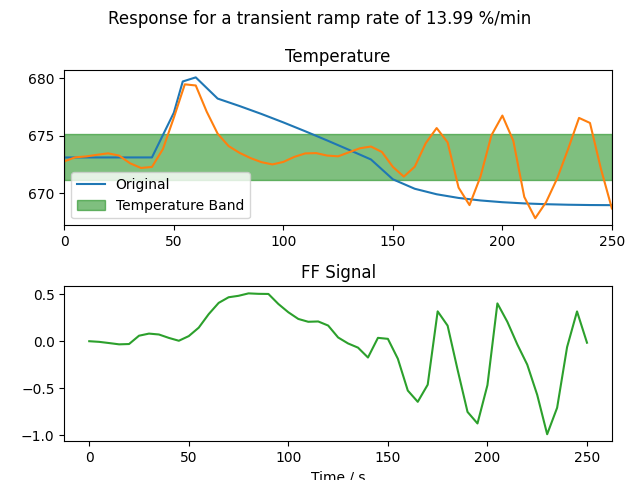 Response for a transient ramp rate of 13.99 %/min
Temperature
680
675
670
Original
Temperature Band
0 50 100 150 200 250
FF Signal
0.5
0.0
−0.5
−1.0
0 50 100 150 200 250
Time / s